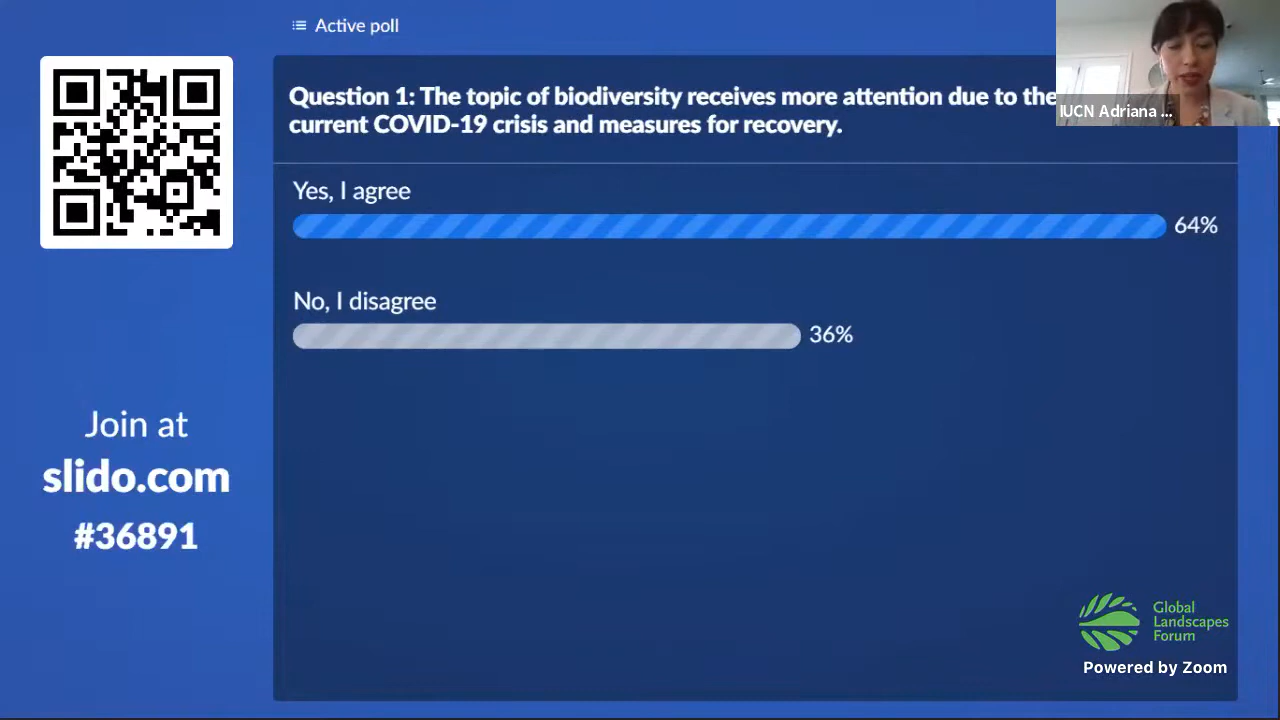 Active poll
Question 1: The topic of biodiversity receives more attention due to the
current COVID-19 crisis and measures for recovery.
IUCN Adriana ...
Yes, I agree
64%
No, I disagree
36%
Join at
slido.com
#36891
Global
Landscapes
Forum
Powered by Zoom